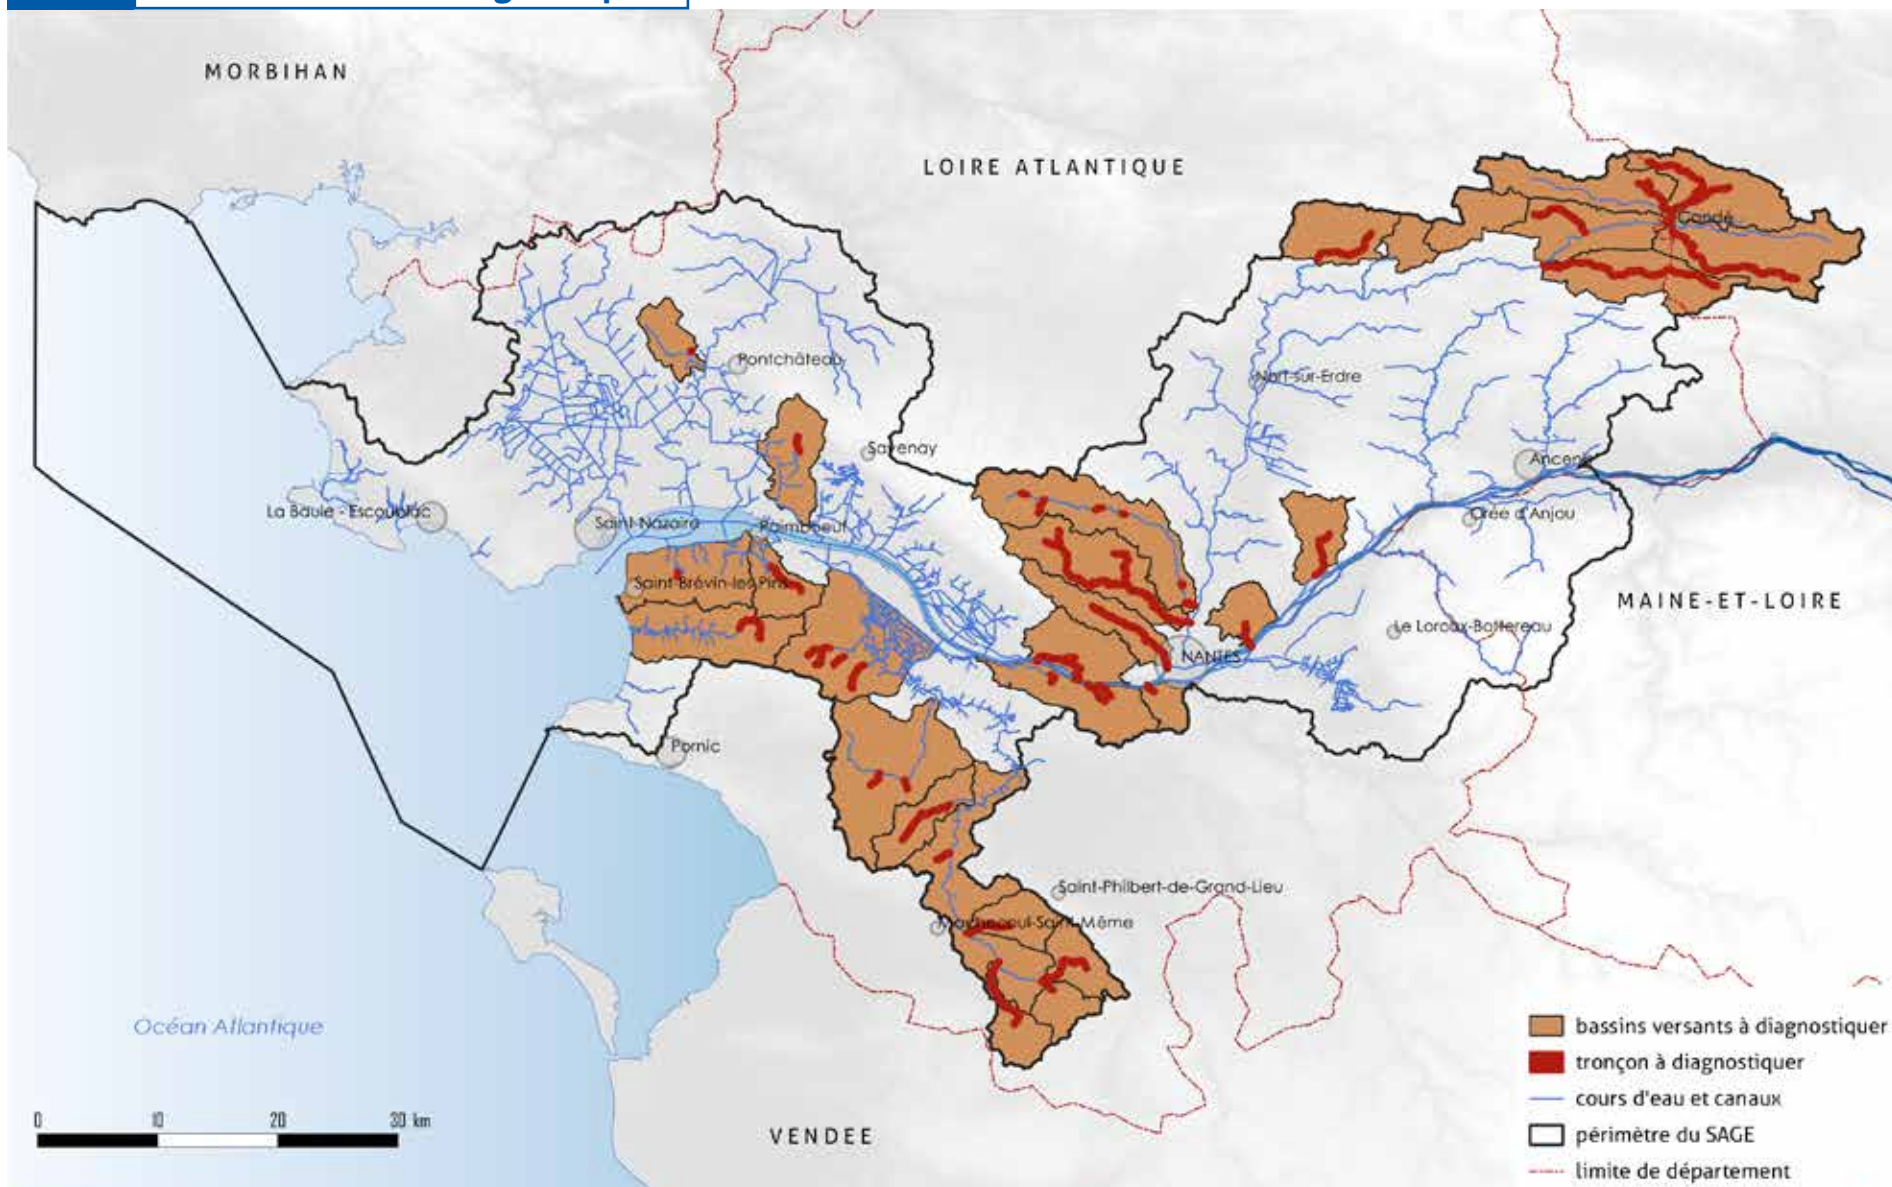 MORBIHAN
LOIRE ATLANTIQUE
Candé
Pontchâteau
Nort-sur-Erdre
Savenay
Ancenis
La Baule - Escoublac
Saint-Nazaire
Paimboeuf
Orée d'Anjou
Saint-Brévin-les-Pins
MAINE-ET-LOIRE
Le Loroux-Bottereau
NANTES
Pornic
Saint-Philbert-de-Grand-Lieu
Machecoul-Saint-Même
Océan Atlantique
VENDEE
0 10 20 30 km
bassins versants à diagnostiquer
tronçon à diagnostiquer
cours d'eau et canaux
périmètre du SAGE
limite de département